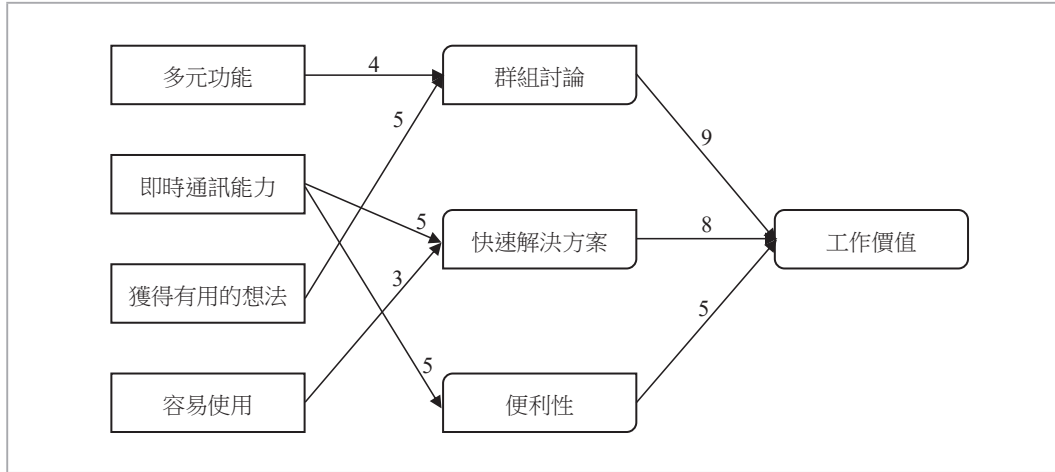 多元功能
4
群組討論
5
9
即時通訊能力
5
快速解決方案
8
工作價值
獲得有用的想法
3
5
5
容易使用
便利性